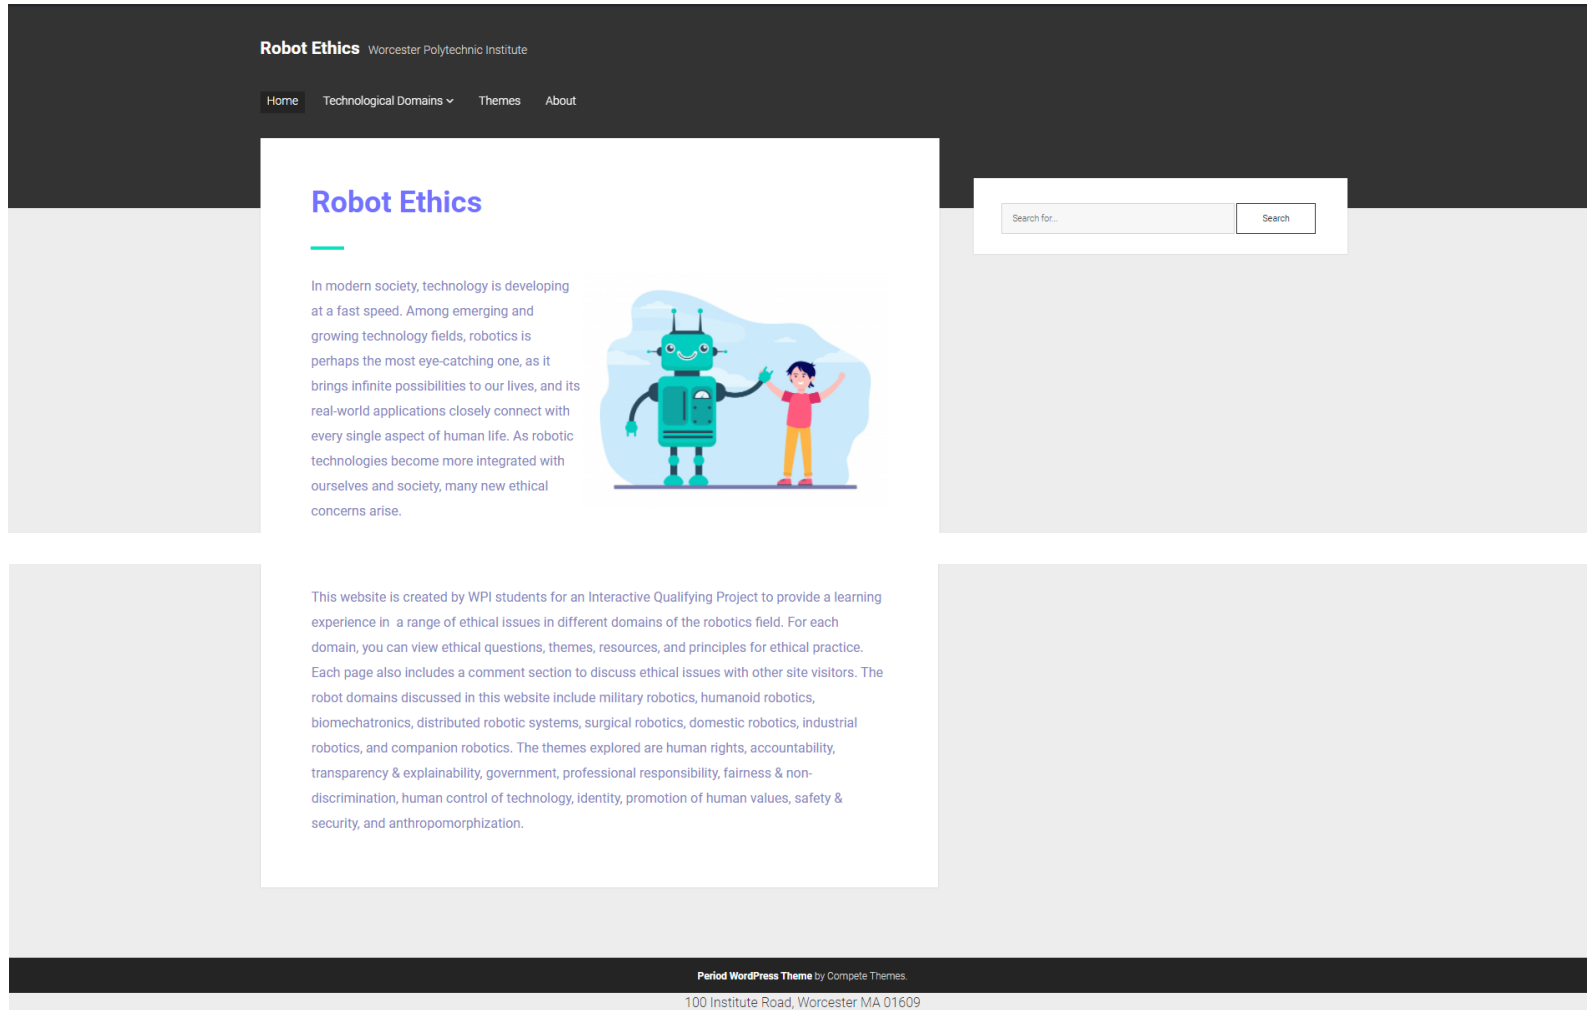 Robot Ethics Worcester Polytechnic Institute
Home Technological Domains Themes About
Robot Ethics
In modern society, technology is developing
at a fast speed. Among emerging and
growing technology fields, robotics is
perhaps the most eye-catching one, as it
brings infinite possibilities to our lives, and its
real-world applications closely connect with
every single aspect of human life. As robotic
technologies become more integrated with
ourselves and society, many new ethical
concerns arise.
Search for... Search
This website is created by WPI students for an Interactive Qualifying Project to provide a learning
experience in  a range of ethical issues in different domains of the robotics field. For each
domain, you can view ethical questions, themes, resources, and principles for ethical practice.
Each page also includes a comment section to discuss ethical issues with other site visitors. The
robot domains discussed in this website include military robotics, humanoid robotics,
biomechatronics, distributed robotic systems, surgical robotics, domestic robotics, industrial
robotics, and companion robotics. The themes explored are human rights, accountability,
transparency & explainability, government, professional responsibility, fairness & non-
discrimination, human control of technology, identity, promotion of human values, safety &
security, and anthropomorphization.
Period WordPress Theme by Compete Themes.
100 Institute Road, Worcester MA 01609